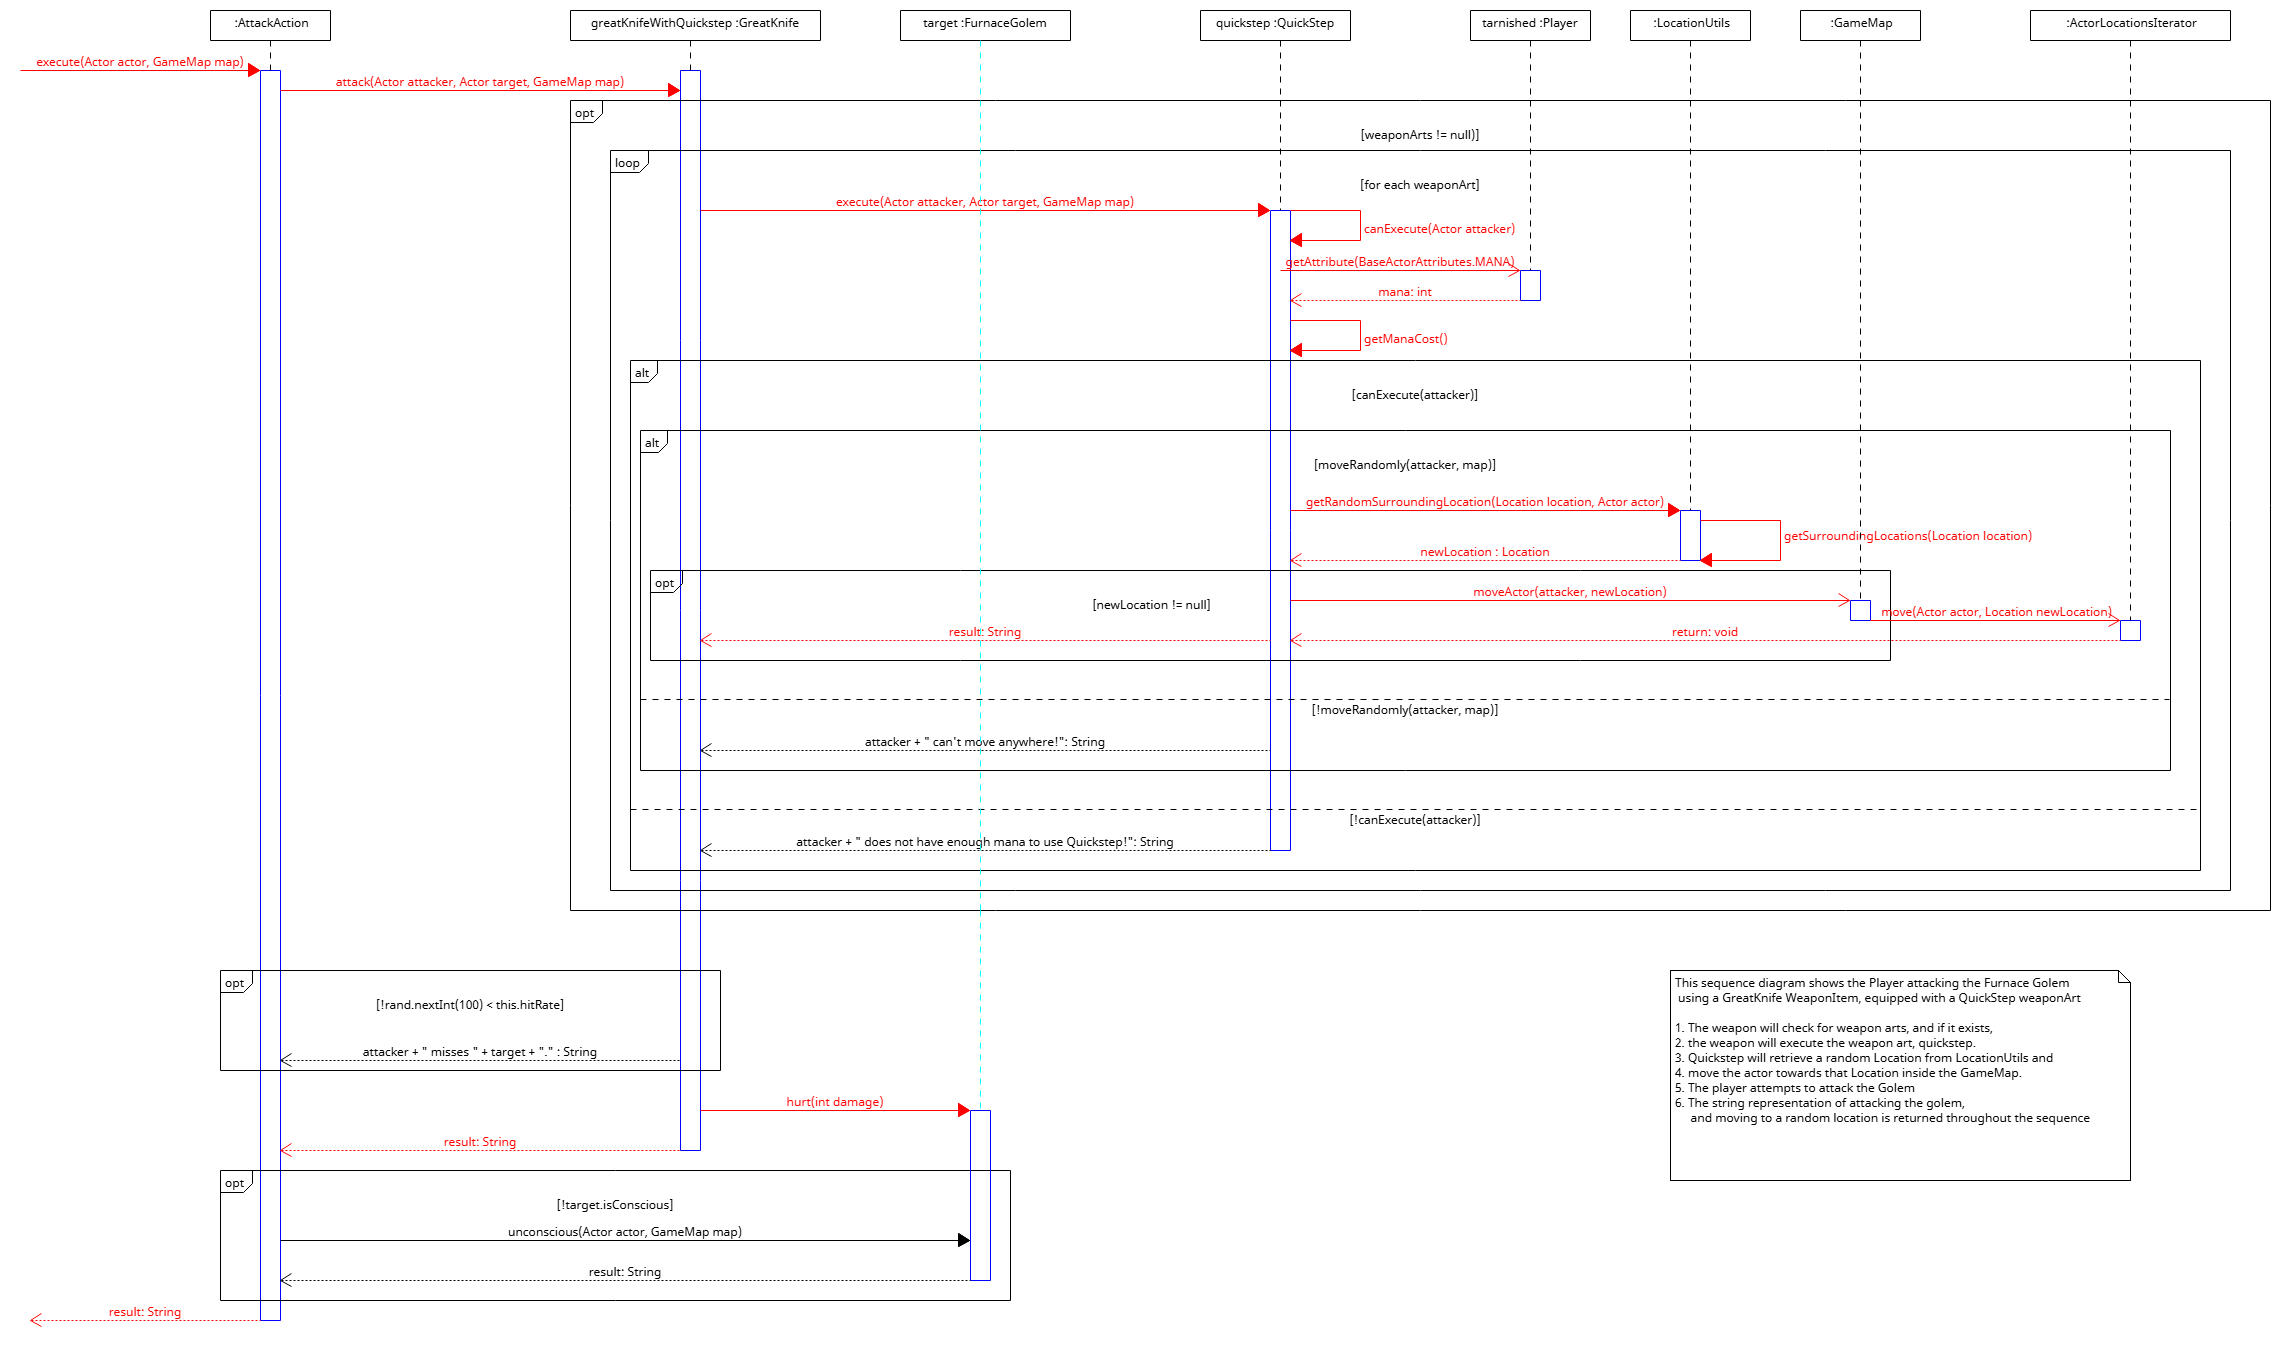 :AttackAction
greatKnifeWithQuickstep :GreatKnife
target :FurnaceGolem
quickstep :QuickStep
tarnished :Player
:LocationUtils
:GameMap
:ActorLocationsIterator
execute(Actor actor, GameMap map)
attack(Actor attacker, Actor target, GameMap map)
opt
[weaponArts != null)]
loop
[for each weaponArt]
execute(Actor attacker, Actor target, GameMap map)
canExecute(Actor attacker)
getAttribute(BaseActorAttributes.MANA)
mana: int
getManaCost()
alt
[canExecute(attacker)]
alt
[moveRandomly(attacker, map)]
getRandomSurroundingLocation(Location location, Actor actor)
getSurroundingLocations(Location location)
newLocation : Location
opt
[newLocation != null]
moveActor(attacker, newLocation)
move(Actor actor, Location newLocation)
result: String
return: void
[!moveRandomly(attacker, map)]
attacker + " can't move anywhere!": String
[!canExecute(attacker)]
attacker + " does not have enough mana to use Quickstep!": String
opt
[!rand.nextInt(100) < this.hitRate]
attacker + " misses " + target + "." : String
hurt(int damage)
result: String
opt
[!target.isConscious]
unconscious(Actor actor, GameMap map)
result: String
result: String
This sequence diagram shows the Player attacking the Furnace Golem
using a GreatKnife WeaponItem, equipped with a QuickStep weaponArt
1. The weapon will check for weapon arts, and if it exists,
2. the weapon will execute the weapon art, quickstep.
3. Quickstep will retrieve a random Location from LocationUtils and
4. move the actor towards that Location inside the GameMap.
5. The player attempts to attack the Golem
6. The string representation of attacking the golem,
and moving to a random location is returned throughout the sequence